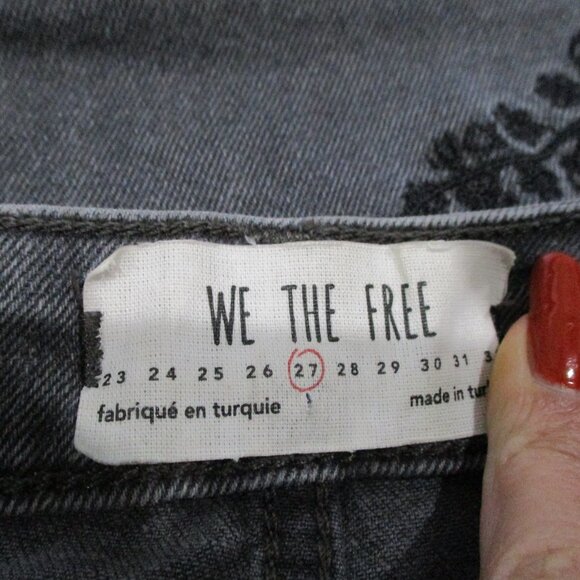 WE THE FREE
23 24 25 26 27 28 29 30 31
fabriqué en turquie made in